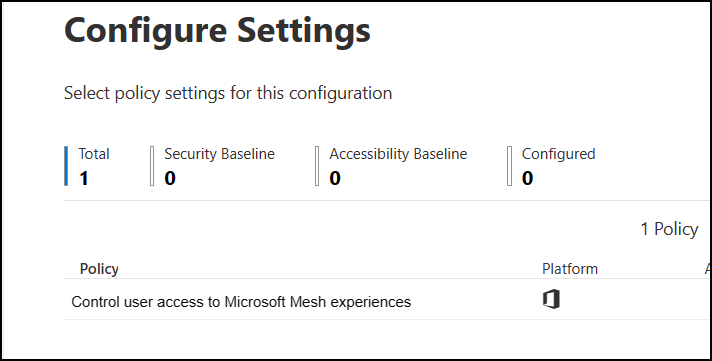 Configure Settings
Select policy settings for this configuration
Total Security Baseline Accessibility Baseline Configured
1 0 0 0
1 Policy
Policy Platform
Control user access to Microsoft Mesh experiences